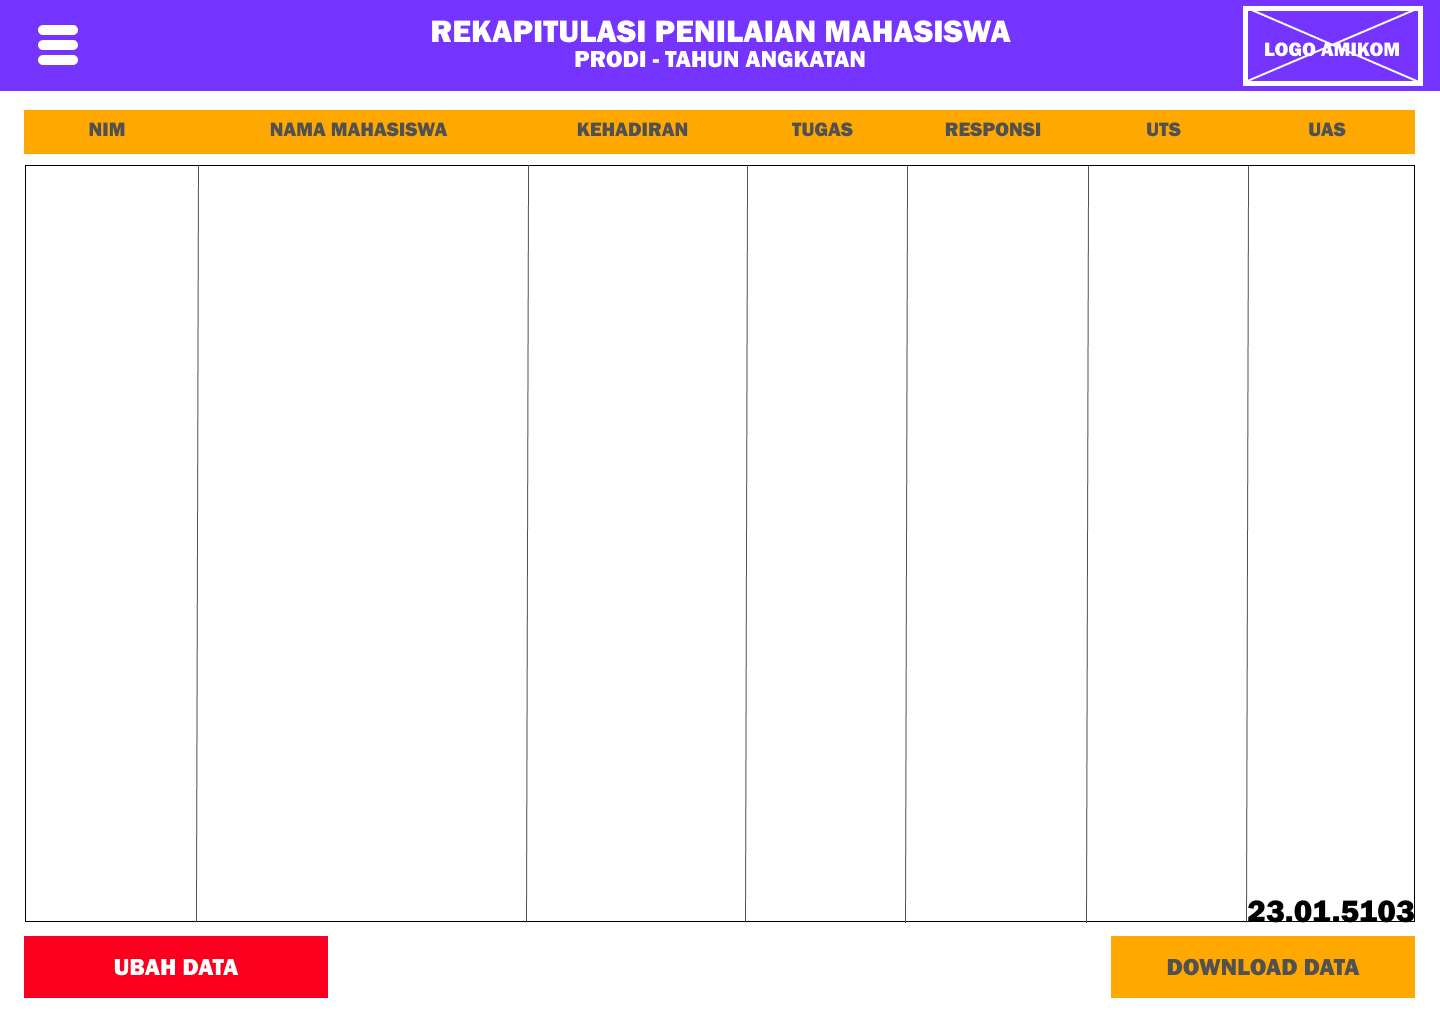 REKAPITULASI PENILAIAN MAHASISWA
PRODI - TAHUN ANGKATAN
LOGO AMIKOM
NIM NAMA MAHASISWA KEHADIRAN TUGAS RESPONSI UTS UAS
23.01.5103
UBAH DATA DOWNLOAD DATA